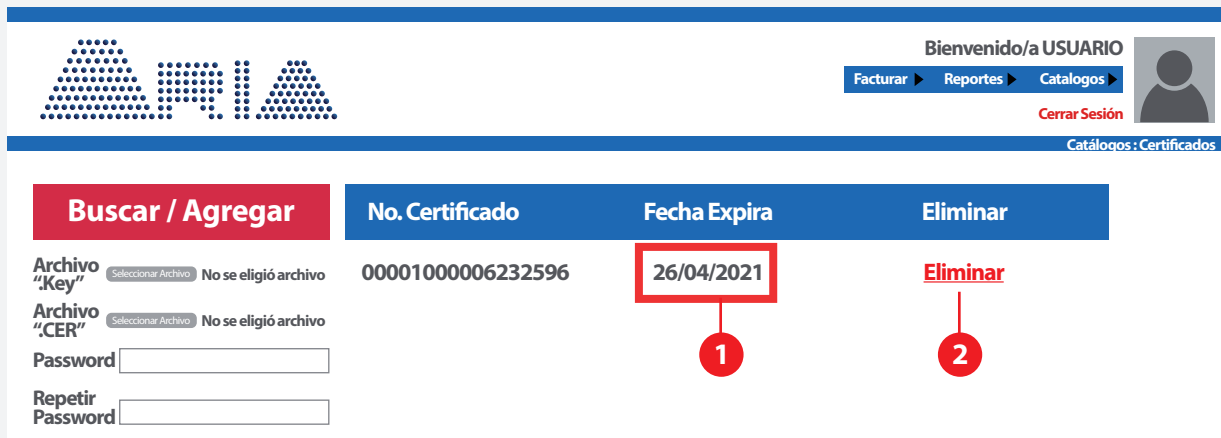 ARIA
Bienvenido/a USUARIO
Facturar Reportes Catalogos
Cerrar Sesión
Catálogos : Certificados
Buscar / Agregar
No. Certificado Fecha Expira Eliminar
Archivo ".Key" Seleccionar Archivo No se eligió archivo
00001000006232596 26/04/2021 Eliminar
Archivo ".CER" Seleccionar Archivo No se eligió archivo
Password
1 2
Repetir
Password